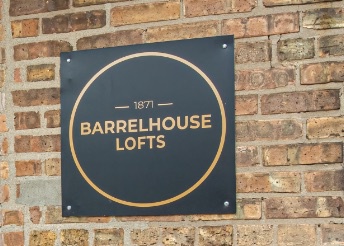 — 1871 —
BARRELHOUSE
LOFTS